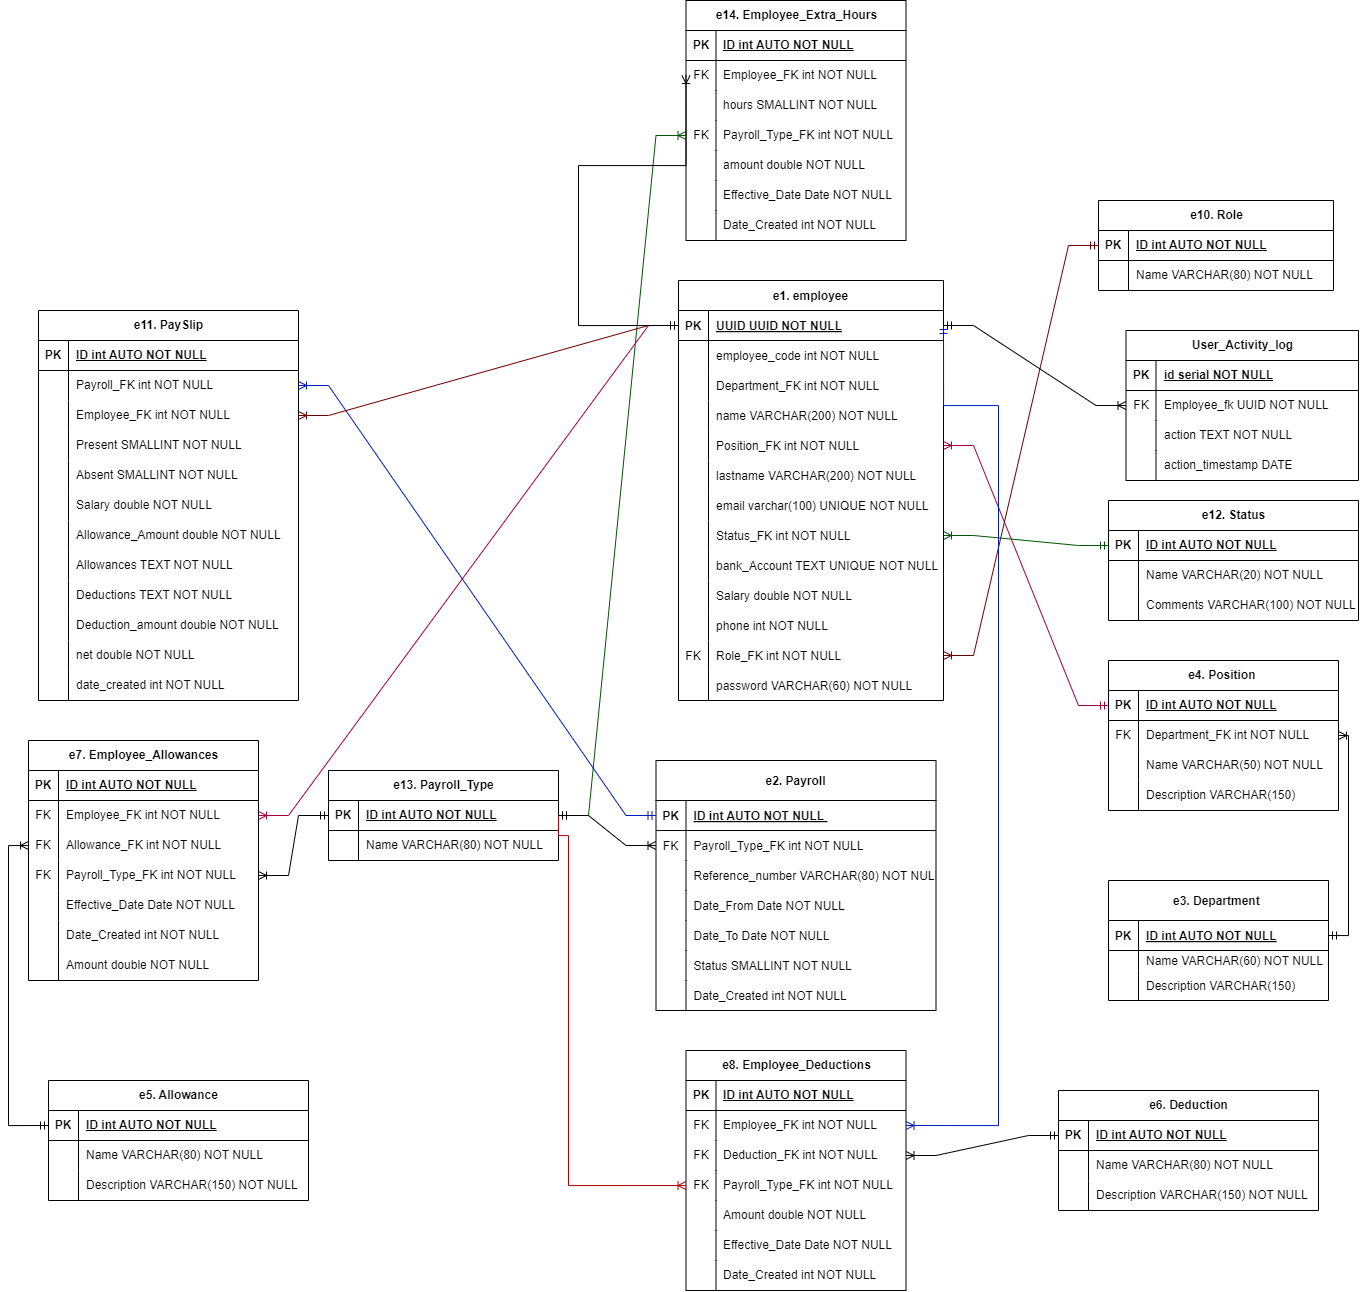 e14. Employee_Extra_Hours
PK ID int AUTO NOT NULL
FK Employee_FK int NOT NULL
hours SMALLINT NOT NULL
FK Payroll_Type_FK int NOT NULL
amount double NOT NULL
Effective_Date Date NOT NULL
Date_Created int NOT NULL
e10. Role
PK ID int AUTO NOT NULL
Name VARCHAR(80) NOT NULL
e1. employee
PK UUID UUID NOT NULL
employee_code int NOT NULL
Department_FK int NOT NULL
name VARCHAR(200) NOT NULL
Position_FK int NOT NULL
lastname VARCHAR(200) NOT NULL
email varchar(100) UNIQUE NOT NULL
Status_FK int NOT NULL
bank_Account TEXT UNIQUE NOT NULL
Salary double NOT NULL
phone int NOT NULL
FK Role_FK int NOT NULL
password VARCHAR(60) NOT NULL
e11. PaySlip
PK ID int AUTO NOT NULL
Payroll_FK int NOT NULL
Employee_FK int NOT NULL
Present SMALLINT NOT NULL
Absent SMALLINT NOT NULL
Salary double NOT NULL
Allowance_Amount double NOT NULL
Allowances TEXT NOT NULL
Deductions TEXT NOT NULL
Deduction_amount double NOT NULL
net double NOT NULL
date_created int NOT NULL
User_Activity_log
PK id serial NOT NULL
FK Employee_fk UUID NOT NULL
action TEXT NOT NULL
action_timestamp DATE
e12. Status
PK ID int AUTO NOT NULL
Name VARCHAR(20) NOT NULL
Comments VARCHAR(100) NOT NULL
e4. Position
PK ID int AUTO NOT NULL
FK Department_FK int NOT NULL
Name VARCHAR(50) NOT NULL
Description VARCHAR(150)
e7. Employee_Allowances
PK ID int AUTO NOT NULL
FK Employee_FK int NOT NULL
FK Allowance_FK int NOT NULL
FK Payroll_Type_FK int NOT NULL
Effective_Date Date NOT NULL
Date_Created int NOT NULL
Amount double NOT NULL
e13. Payroll_Type
PK ID int AUTO NOT NULL
Name VARCHAR(80) NOT NULL
e2. Payroll
PK ID int AUTO NOT NULL
FK Payroll_Type_FK int NOT NULL
Reference_number VARCHAR(80) NOT NUL
Date_From Date NOT NULL
Date_To Date NOT NULL
Status SMALLINT NOT NULL
Date_Created int NOT NULL
e3. Department
PK ID int AUTO NOT NULL
Name VARCHAR(60) NOT NULL
Description VARCHAR(150)
e8. Employee_Deductions
PK ID int AUTO NOT NULL
FK Employee_FK int NOT NULL
FK Deduction_FK int NOT NULL
FK Payroll_Type_FK int NOT NULL
Amount double NOT NULL
Effective_Date Date NOT NULL
Date_Created int NOT NULL
e5. Allowance
PK ID int AUTO NOT NULL
Name VARCHAR(80) NOT NULL
Description VARCHAR(150) NOT NULL
e6. Deduction
PK ID int AUTO NOT NULL
Name VARCHAR(80) NOT NULL
Description VARCHAR(150) NOT NULL